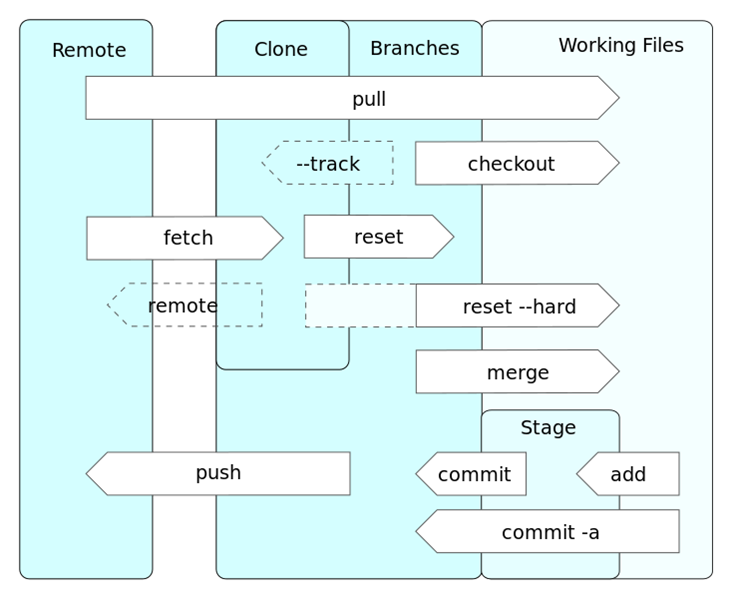 Remote
Clone
Branches
Working Files
pull
--track
checkout
fetch
reset
remote
reset --hard
merge
Stage
push
commit
add
commit -a